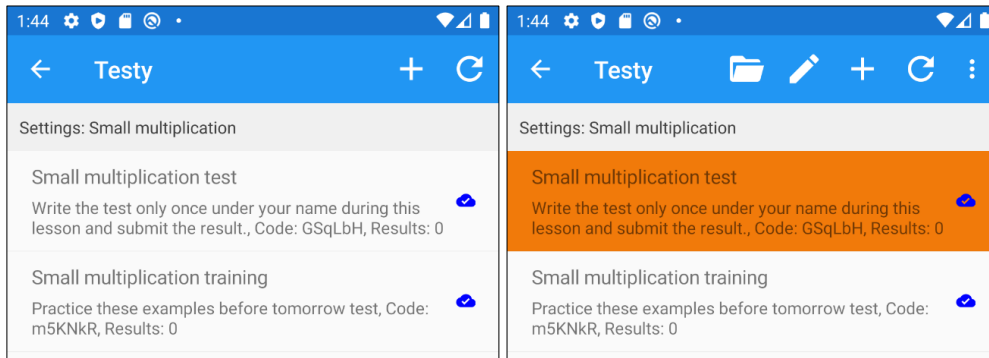 1:44
Testy
Settings: Small multiplication
Small multiplication test
Write the test only once under your name during this
lesson and submit the result., Code: GSqLbH, Results: 0
Small multiplication training
Practice these examples before tomorrow test, Code:
m5KNkR, Results: 0
1:44
Testy
Settings: Small multiplication
Small multiplication test
Write the test only once under your name during this
lesson and submit the result., Code: GSqLbH, Results: 0
Small multiplication training
Practice these examples before tomorrow test, Code:
m5KNkR, Results: 0